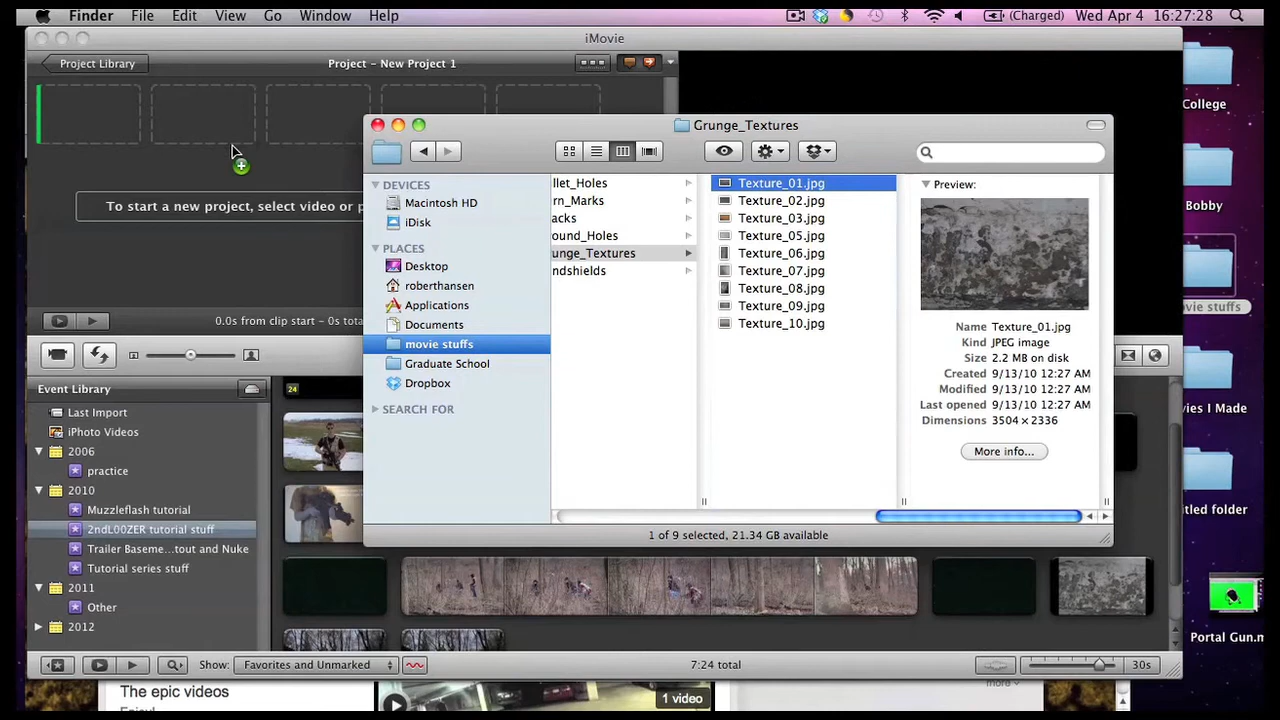 Finder File Edit View Go Window Help (Charged) Wed Apr 4 16:27:28
iMovie
Project Library
Project - New Project 1
To start a new project, select video or p
0.0s from clip start - 0s tota
Event Library
Last Import
iPhoto Videos
2006
practice
2010
Muzzleflash tutorial
2ndL00ZER tutorial stuff
Trailer Baseme...tout and Nuke
Tutorial series stuff
2011
Other
2012
24
Show: Favorites and Unmarked
7:24 total
30s
Grunge_Textures
DEVICES
Macintosh HD
iDisk
PLACES
Desktop
roberthansen
Applications
Documents
movie stuffs
Graduate School
Dropbox
SEARCH FOR
llet_Holes
rn_Marks
acks
ound_Holes
unge_Textures
ndshields
Texture_01.jpg
Texture_02.jpg
Texture_03.jpg
Texture_05.jpg
Texture_06.jpg
Texture_07.jpg
Texture_08.jpg
Texture_09.jpg
Texture_10.jpg
Preview:
Name Texture_01.jpg
Kind JPEG image
Size 2.2 MB on disk
Created 9/13/10 12:27 AM
Modified 9/13/10 12:27 AM
Last opened 9/13/10 12:27 AM
Dimensions 3504 × 2336
More info...
1 of 9 selected, 21.34 GB available
College
Bobby
vie stuffs
vies I Made
titled folder
Portal Gun.m
The epic videos
1 video
more